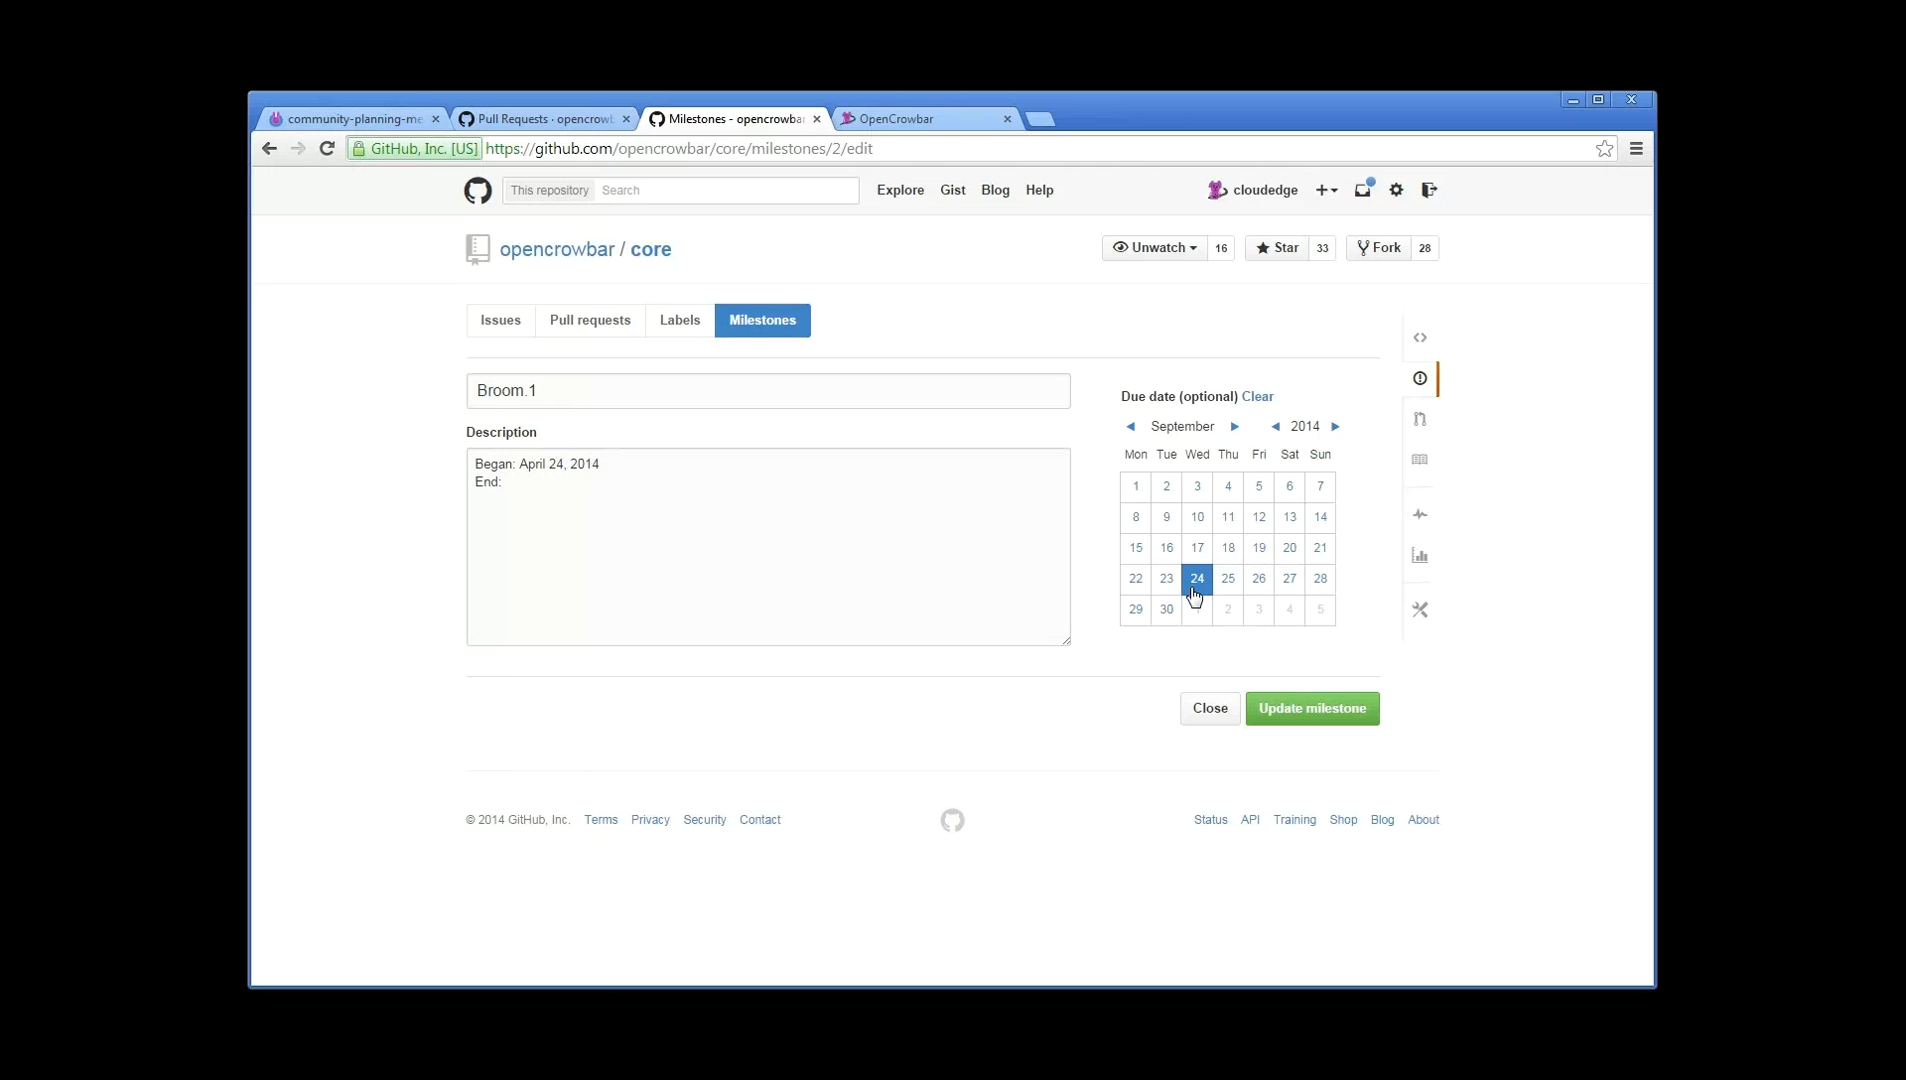 community-planning-me
Pull Requests · opencrowb
Milestones - opencrowbar
OpenCrowbar
GitHub, Inc. [US] https://github.com/opencrowbar/core/milestones/2/edit
This repository Search Explore Gist Blog Help cloudedge
opencrowbar / core Unwatch 16 Star 33 Fork 28
Issues Pull requests Labels Milestones
Broom.1
Description
Began: April 24, 2014
End:
Due date (optional) Clear
September 2014
Mon Tue Wed Thu Fri Sat Sun
1 2 3 4 5 6 7
8 9 10 11 12 13 14
15 16 17 18 19 20 21
22 23 24 25 26 27 28
29 30 1 2 3 4 5
Close Update milestone
© 2014 GitHub, Inc. Terms Privacy Security Contact Status API Training Shop Blog About